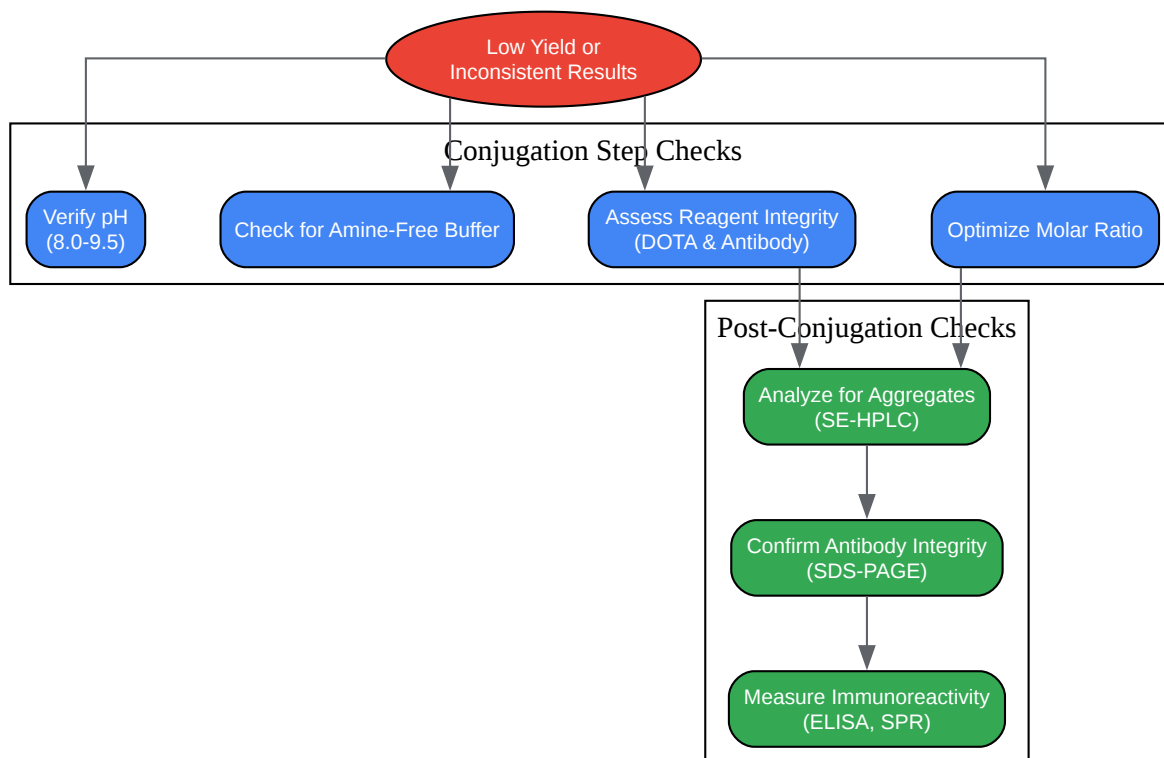 Low Yield or
Inconsistent Results
Conjugation Step Checks
Verify pH
(8.0-9.5)
Check for Amine-Free Buffer
Assess Reagent Integrity
(DOTA & Antibody)
Optimize Molar Ratio
Post-Conjugation Checks
Analyze for Aggregates
(SE-HPLC)
Confirm Antibody Integrity
(SDS-PAGE)
Measure Immunoreactivity
(ELISA, SPR)